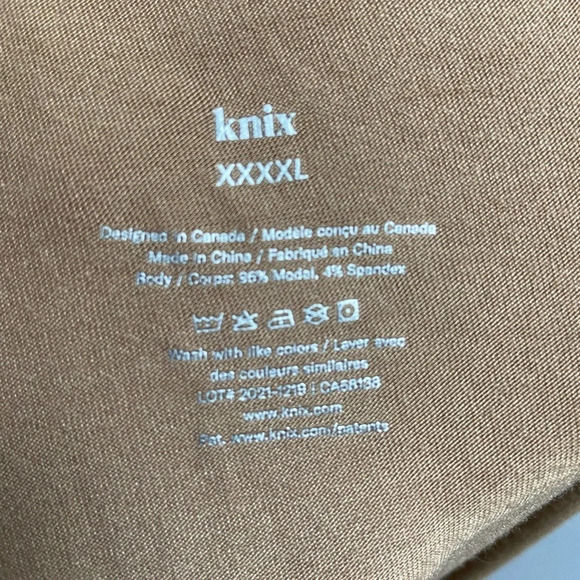 knix
XXXXL
Designed in Canada / Modèle conçu au Canada
Made in China / Fabriqué en China
Body / Corps: 96% Modal, 4% Spandex
Wash with like colors / Laver avec
des couleurs similaires
LOT# 2021-1218 | CA58138
www.knix.com
Pat. www.knix.com/patents